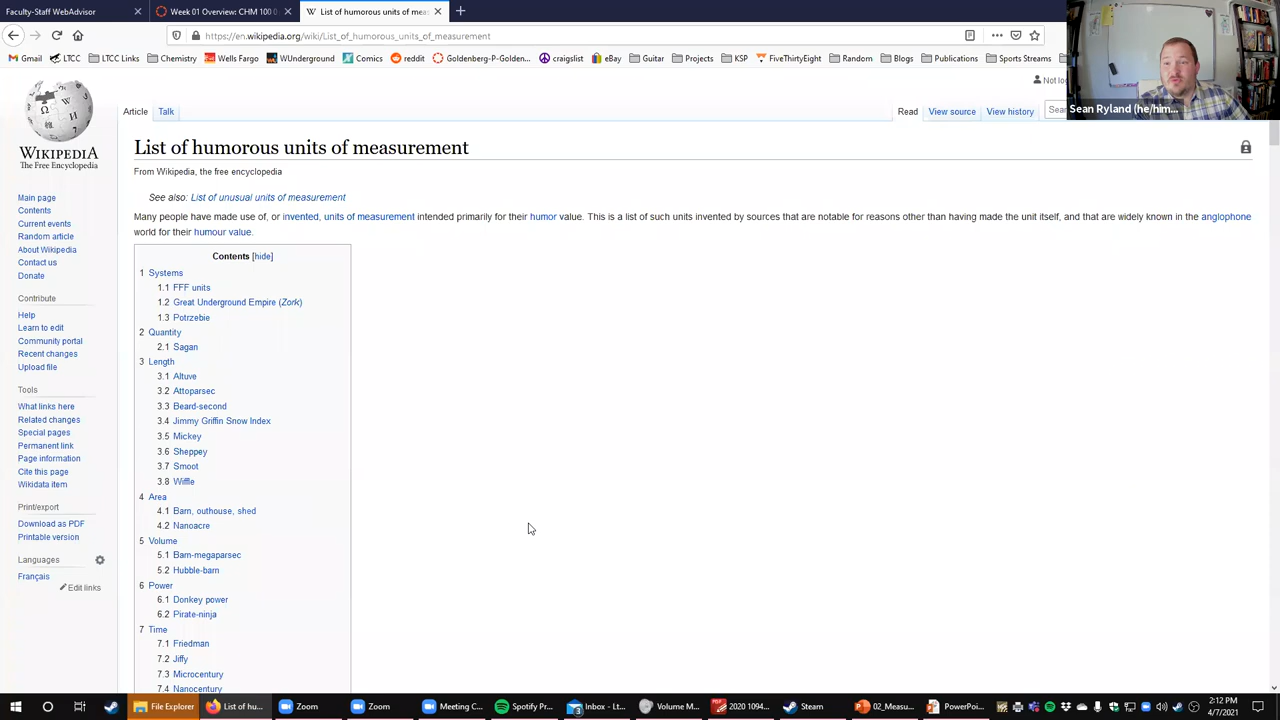 Faculty-Staff WebAdvisor
Week 01 Overview: CHM 100 0
List of humorous units of meas
https://en.wikipedia.org/wiki/List_of_humorous_units_of_measurement
Gmail LTCC LTCC Links Chemistry Wells Fargo WUnderground Comics reddit Goldenberg-P-Golden... craigslist eBay Guitar Projects KSP FiveThirtyEight Random Blogs Publications Sports Streams
Sean Ryland (he/him...
Not lo
Article Talk Read View source View history Sea
WIKIPEDIA
The Free Encyclopedia
Main page
Contents
Current events
Random article
About Wikipedia
Contact us
Donate
Contribute
Help
Learn to edit
Community portal
Recent changes
Upload file
Tools
What links here
Related changes
Special pages
Permanent link
Page information
Cite this page
Wikidata item
Print/export
Download as PDF
Printable version
Languages
Français
Edit links
List of humorous units of measurement
From Wikipedia, the free encyclopedia
See also: List of unusual units of measurement
Many people have made use of, or invented, units of measurement intended primarily for their humor value. This is a list of such units invented by sources that are notable for reasons other than having made the unit itself, and that are widely known in the anglophone
world for their humour value.
Contents [hide]
1 Systems
1.1 FFF units
1.2 Great Underground Empire (Zork)
1.3 Potrzebie
2 Quantity
2.1 Sagan
3 Length
3.1 Altuve
3.2 Attoparsec
3.3 Beard-second
3.4 Jimmy Griffin Snow Index
3.5 Mickey
3.6 Sheppey
3.7 Smoot
3.8 Wiffle
4 Area
4.1 Barn, outhouse, shed
4.2 Nanoacre
5 Volume
5.1 Barn-megaparsec
5.2 Hubble-barn
6 Power
6.1 Donkey power
6.2 Pirate-ninja
7 Time
7.1 Friedman
7.2 Jiffy
7.3 Microcentury
7.4 Nanocentury
File Explorer List of hu... Zoom Zoom Meeting C... Spotify Pr... Inbox - Lt... Volume M... 2020 1094... Steam 02_Measu... PowerPoi...
2:12 PM
4/7/2021